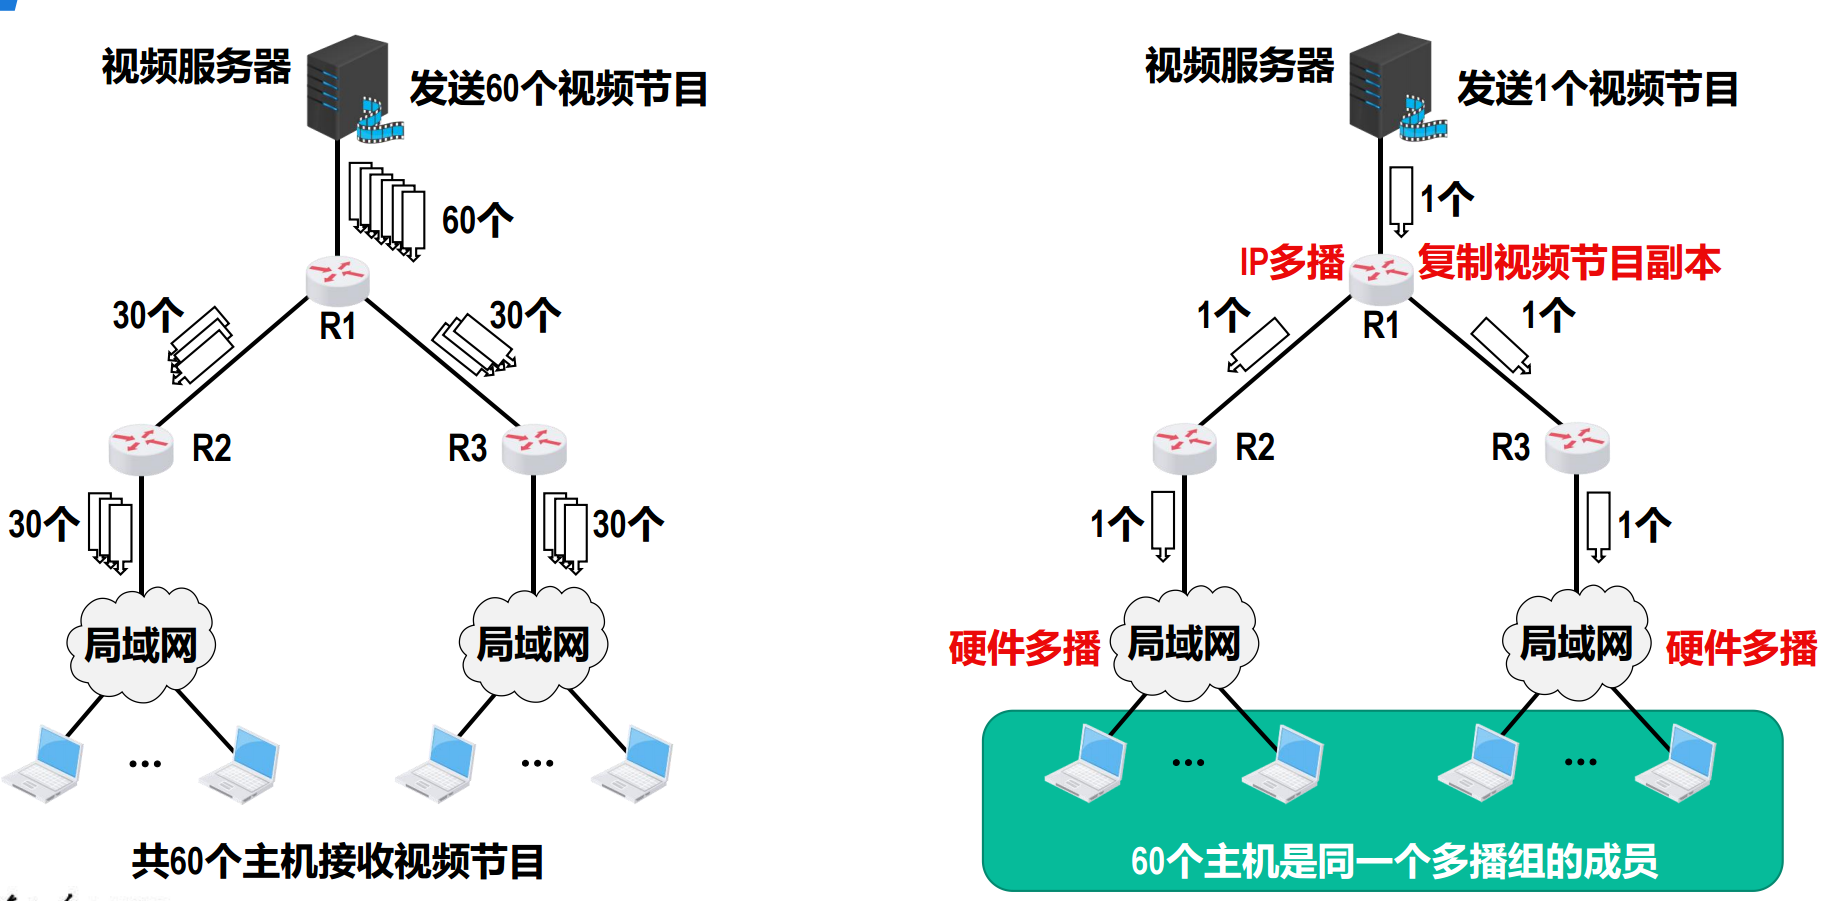 视频服务器
发送60个视频节目
60个
30个
30个
R1
R2
R3
30个
30个
局域网
局域网
...
...
共60个主机接收视频节目
视频服务器
发送1个视频节目
1个
IP多播
复制视频节目副本
1个
1个
R1
R2
R3
1个
1个
硬件多播
局域网
局域网
硬件多播
...
...
60个主机是同一个多播组的成员